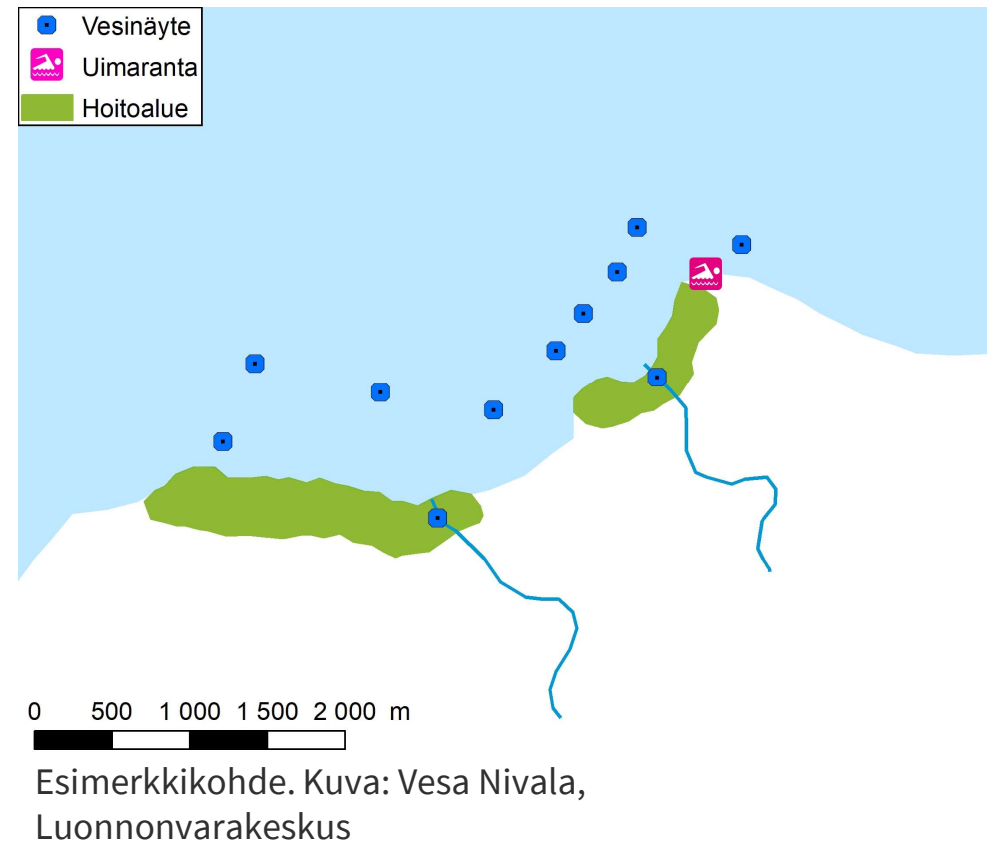 Vesinäyte
Uimaranta
Hoitoalue
0 500 1 000 1 500 2 000 m
Esimerkkikohde. Kuva: Vesa Nivala,
Luonnonvarakeskus